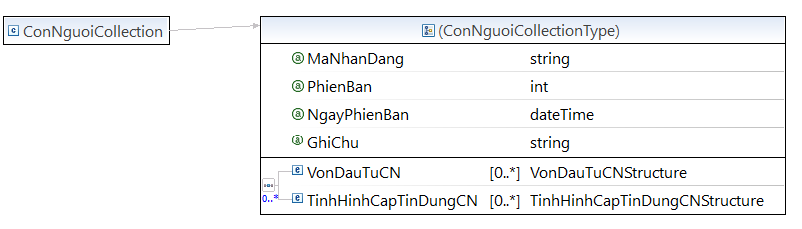 ConNguoiCollection
(ConNguoiCollectionType)
MaNhanDang string
PhienBan int
NgayPhienBan dateTime
GhiChu string
VonDauTuCN [0..*] VonDauTuCNStructure
0..*
TinhHinhCapTinDungCN [0..*] TinhHinhCapTinDungCNStructure